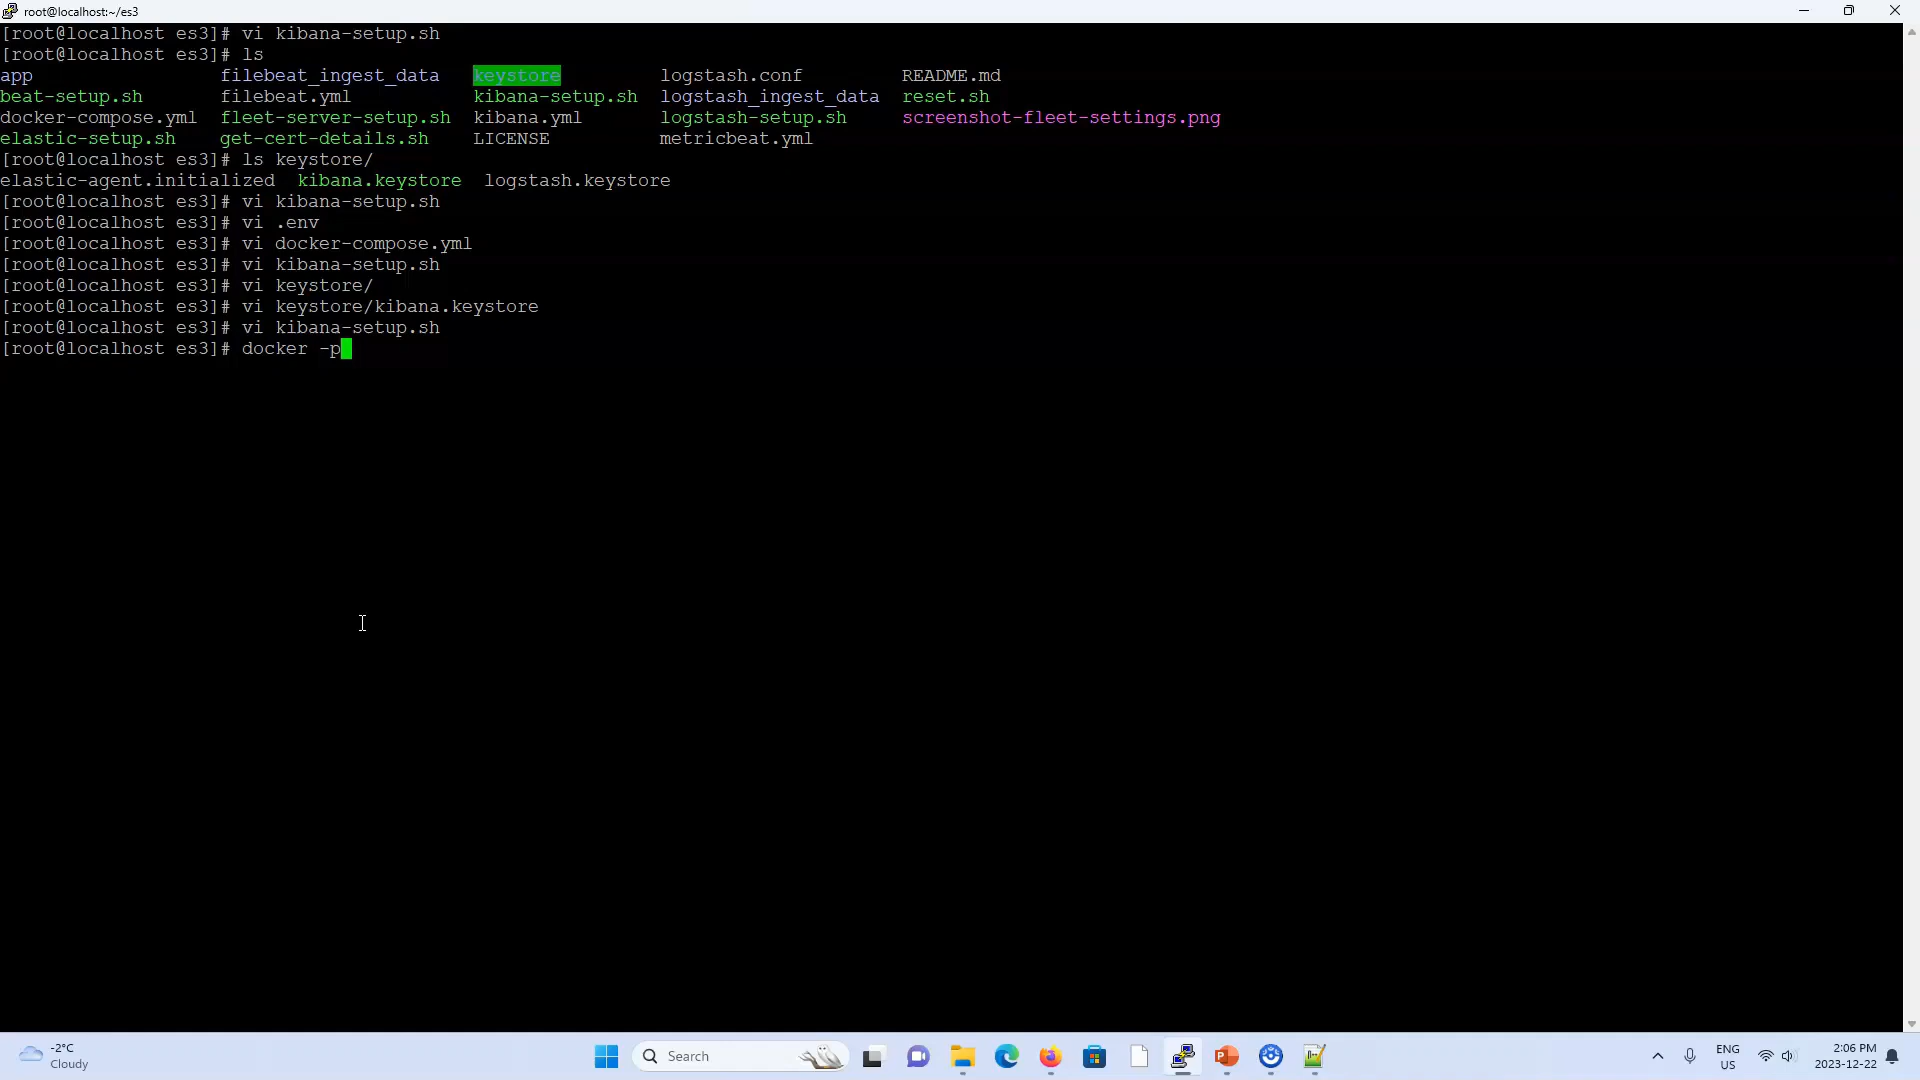 root@localhost:~/es3
[root@localhost es3]# vi kibana-setup.sh
[root@localhost es3]# ls
app filebeat_ingest_data keystore logstash.conf README.md
beat-setup.sh filebeat.yml kibana-setup.sh logstash_ingest_data reset.sh
docker-compose.yml fleet-server-setup.sh kibana.yml logstash-setup.sh screenshot-fleet-settings.png
elastic-setup.sh get-cert-details.sh LICENSE metricbeat.yml
[root@localhost es3]# ls keystore/
elastic-agent.initialized kibana.keystore logstash.keystore
[root@localhost es3]# vi kibana-setup.sh
[root@localhost es3]# vi .env
[root@localhost es3]# vi docker-compose.yml
[root@localhost es3]# vi kibana-setup.sh
[root@localhost es3]# vi keystore/
[root@localhost es3]# vi keystore/kibana.keystore
[root@localhost es3]# vi kibana-setup.sh
[root@localhost es3]# docker -p
-2°C
Cloudy
Search
ENG
US
2:06 PM
2023-12-22